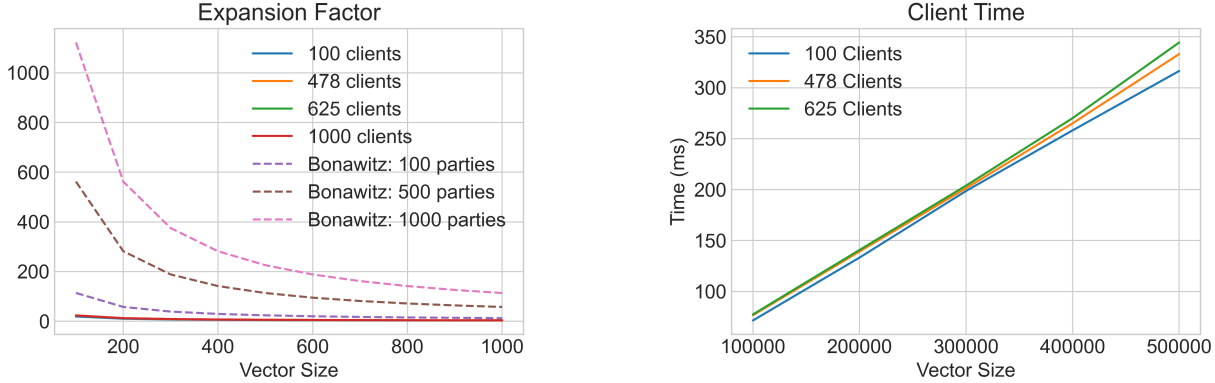 Expansion Factor
1000
800
600
400
200
0
100 clients
478 clients
625 clients
1000 clients
Bonawitz: 100 parties
Bonawitz: 500 parties
Bonawitz: 1000 parties
200 400 600 800 1000
Vector Size
Client Time
Time (ms)
350
300
250
200
150
100
100 Clients
478 Clients
625 Clients
100000 200000 300000 400000 500000
Vector Size